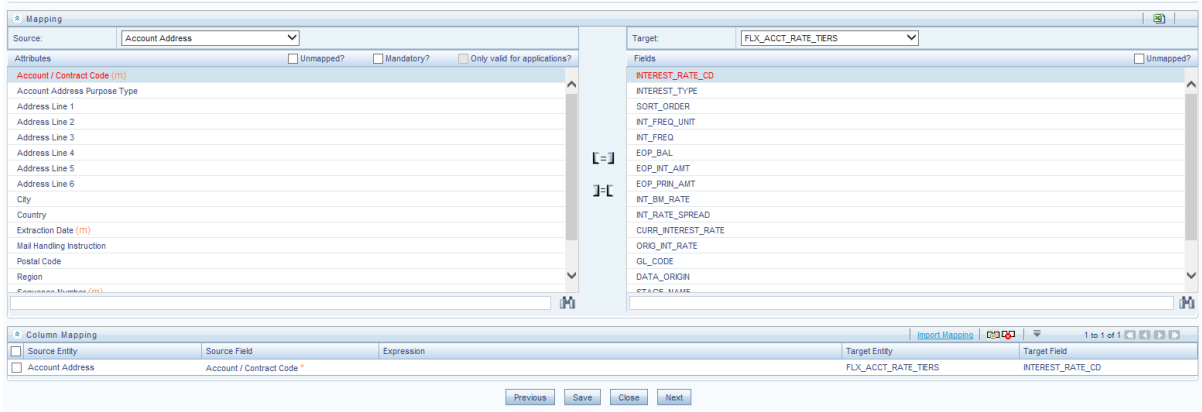 Mapping
Source: Account Address Target: FLX_ACCT_RATE_TIERS
Attributes Unmapped? Mandatory? Only valid for applications? Fields Unmapped?
Account / Contract Code (m) INTEREST_RATE_CD
Account Address Purpose Type INTEREST_TYPE
Address Line 1 SORT_ORDER
Address Line 2 INT_FREQ_UNIT
Address Line 3 INT_FREQ
Address Line 4 EOP_BAL
Address Line 5 EOP_INT_AMT
Address Line 6 EOP_PRIN_AMT
City INT_BM_RATE
Country INT_RATE_SPREAD
Extraction Date (m) CURR_INTEREST_RATE
Mail Handling Instruction ORIG_INT_RATE
Postal Code GL_CODE
Region DATA_ORIGIN
Sequence Number (m) STAGE_NAME
Column Mapping Import Mapping 1 to 1 of 1
Source Entity Source Field Expression Target Entity Target Field
Account Address Account / Contract Code * FLX_ACCT_RATE_TIERS INTEREST_RATE_CD
Previous Save Close Next